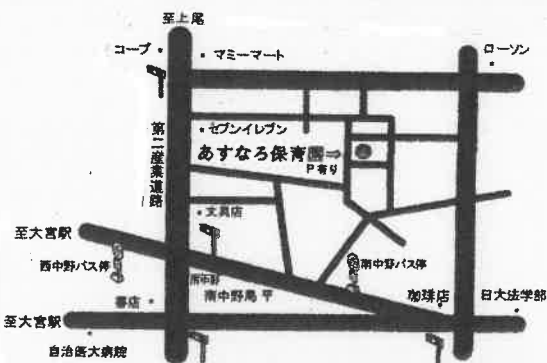 至上尾
コープ
マミーマート
ローソン
第二産業道路
セブンイレブン
あすなろ保育園⇒
P有り
文具店
至大宮駅
西中野バス停
南中野
南中野バス停
南中野局 〒
書店
珈琲店
日大法学部
至大宮駅
自治医大病院